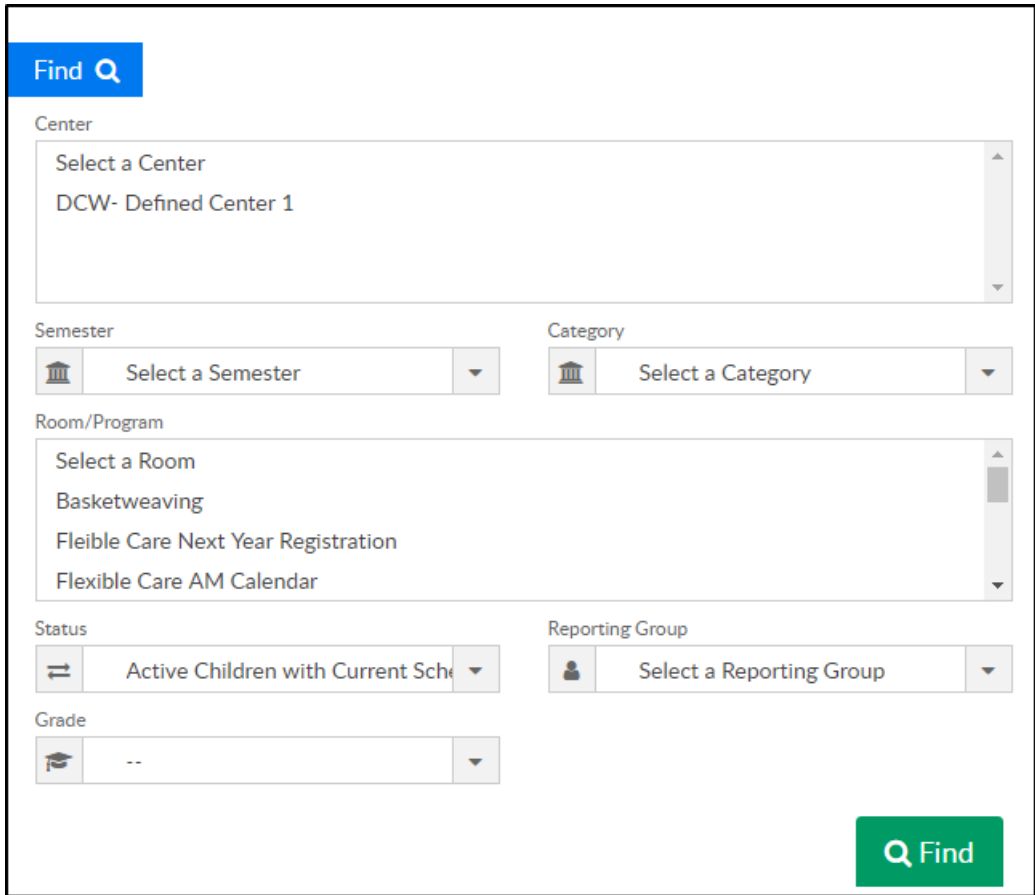 Find
Center
Select a Center
DCW- Defined Center 1
Semester
Category
Select a Semester
Select a Category
Room/Program
Select a Room
Basketweaving
Fleible Care Next Year Registration
Flexible Care AM Calendar
Status
Reporting Group
Active Children with Current Sche
Select a Reporting Group
Grade
--
Find